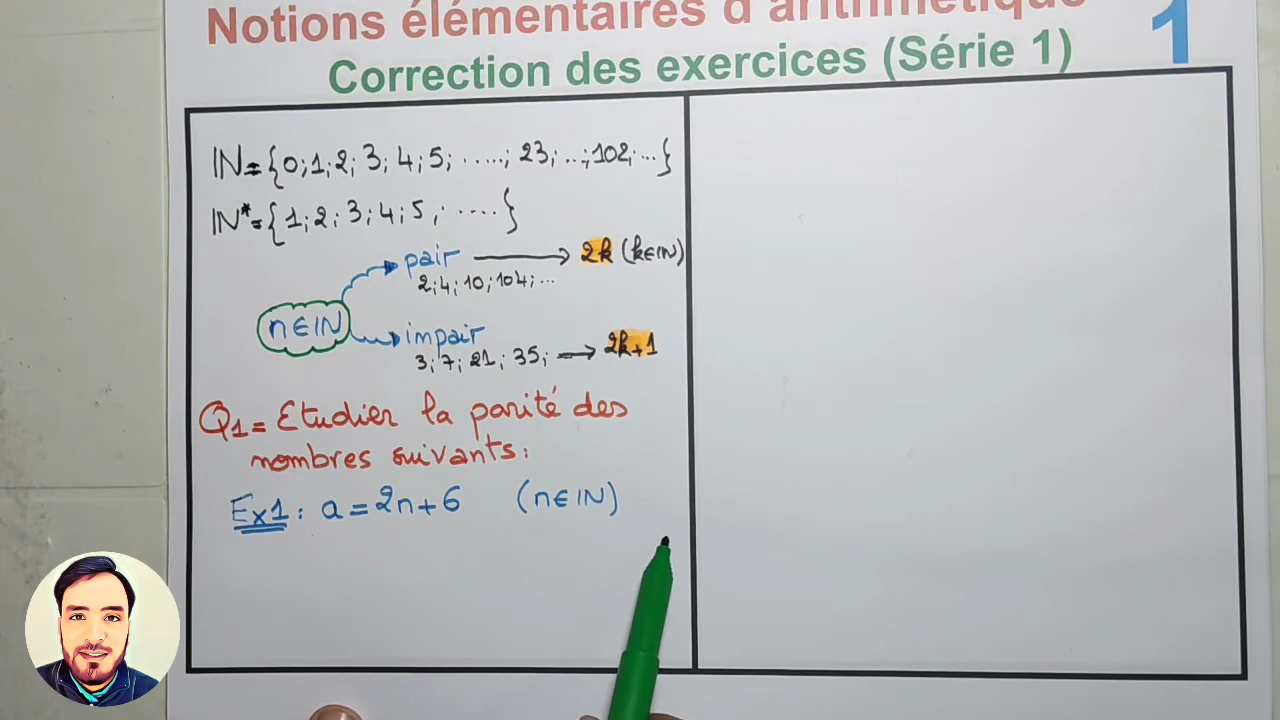 Notions élémentaires d'arithmétique
Correction des exercices (Série 1)
1
IN={0;1;2;3;4;5;.....;23;..;102;...}
IN*={1;2;3;4;5,....}
pair → 2k (k∈IN)
2;4;10;104;...
n∈IN
impair
3;7;21;35; → 2k+1
Q1= Etudier la parité des
nombres suivants:
Ex1: a=2n+6 (n∈IN)